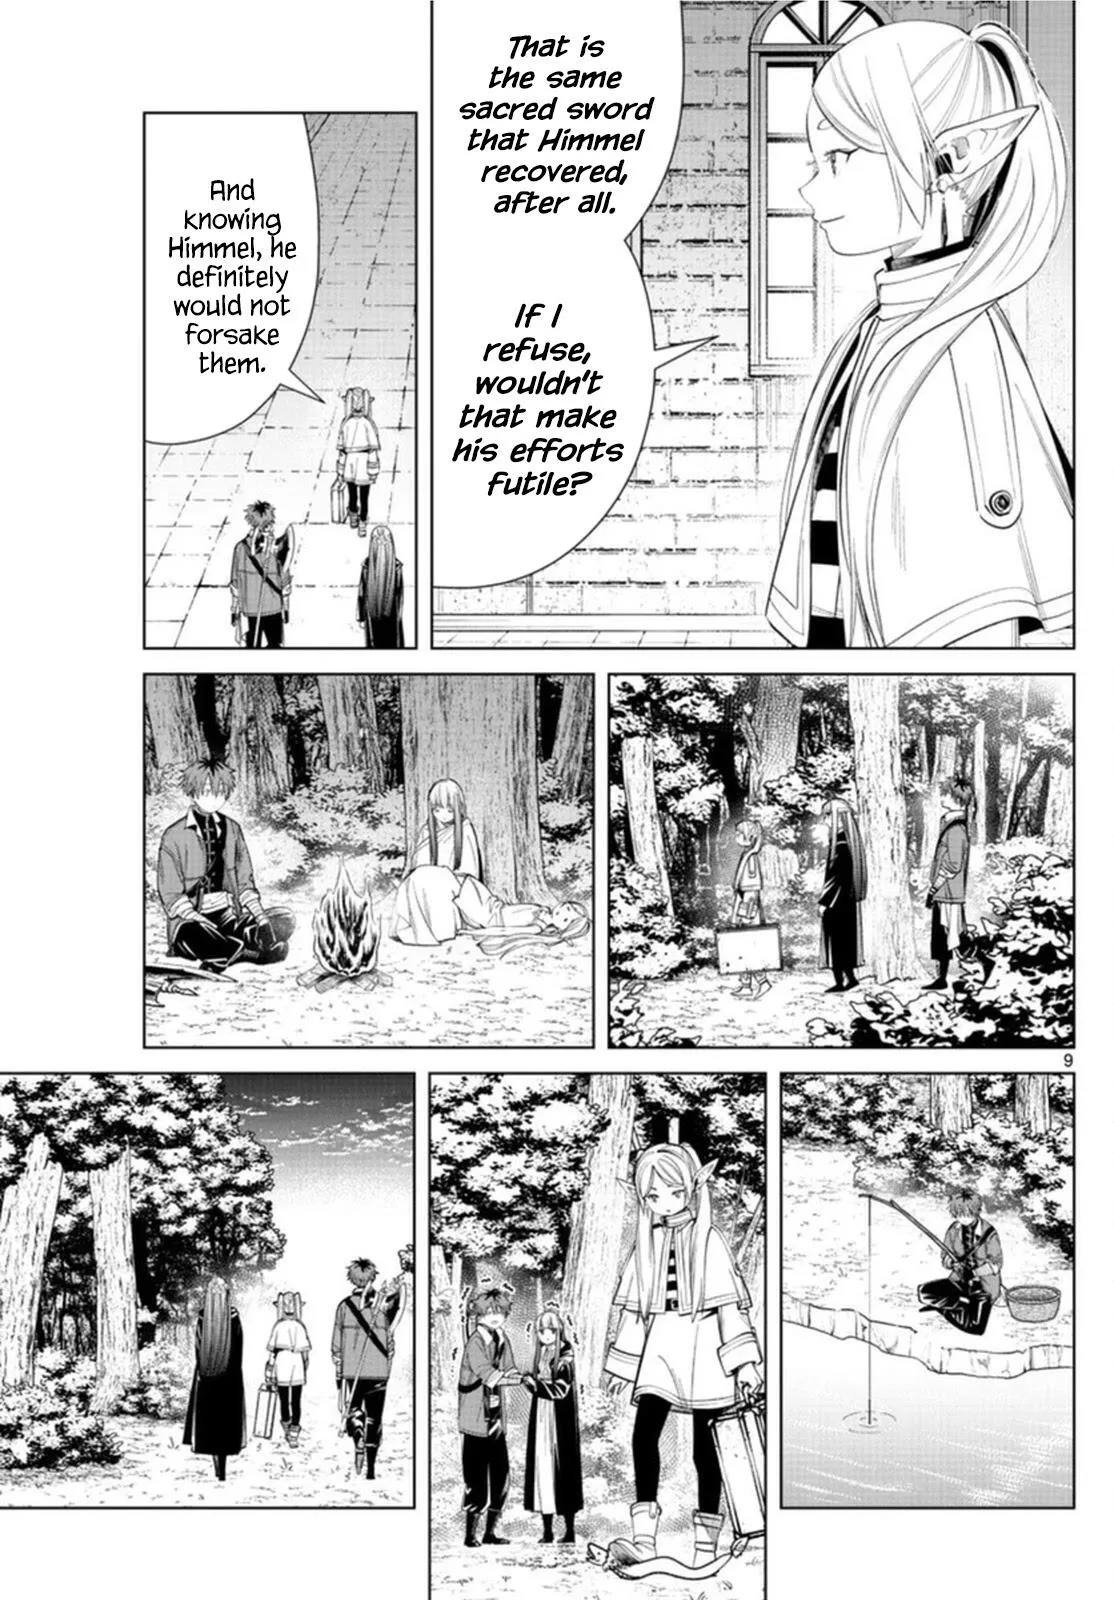 That is
the same
sacred sword
that Himmel
recovered,
after all.
If I
refuse,
wouldn't
that make
his efforts
futile?
And
knowing
Himmel, he
definitely
would not
forsake
them.
9